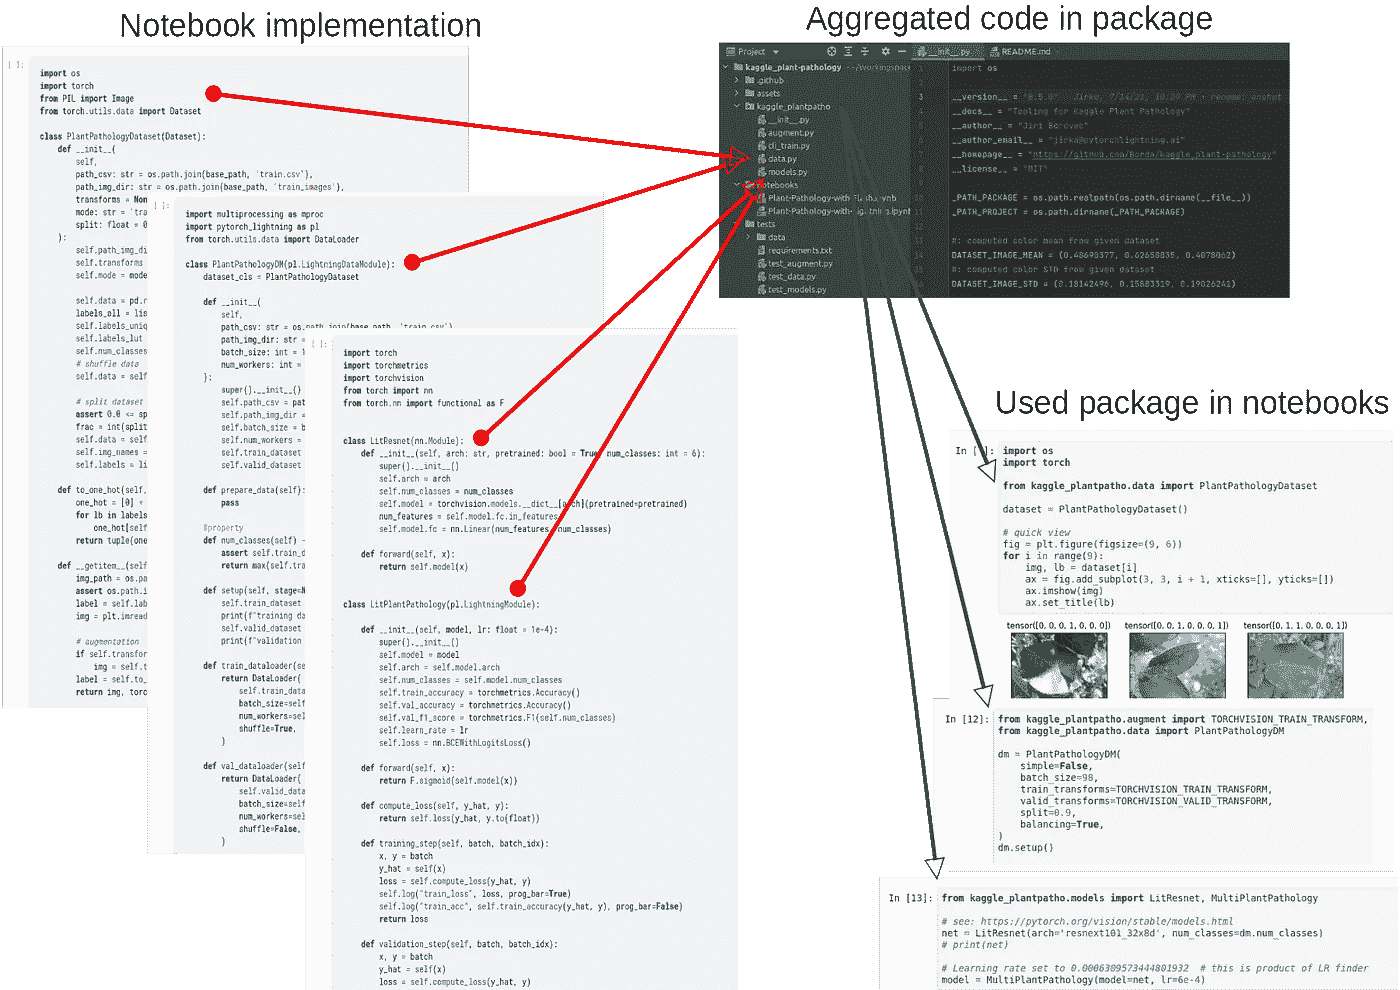 Notebook implementation
Aggregated code in package
[ ]:
import os
import torch
from PIL import Image
from torch.utils.data import Dataset
class PlantPathologyDataset(Dataset):
def __init__(
self,
path_csv: str = os.path.join(base_path, 'train.csv'),
path_img_dir: str = os.path.join(base_path, 'train_images'),
transforms = Non
mode: str = 'tra
split: float = 0
):
self.path_img_di
self.transforms
self.mode = mode
self.data = pd.r
labels_all = lis
self.labels_uniq
self.labels_lut
self.num_classes
# shuffle data
self.data = self
# split dataset
assert 0.0 <= sp
frac = int(split
self.data = self
self.img_names =
self.labels = li
def to_one_hot(self,
one_hot = [0] *
for lb in labels
one_hot[self
return tuple(one
def __getitem__(self
img_path = os.pa
assert os.path.i
label = self.lab
img = plt.imread
# augmentation
if self.transfor
img = self.t
label = self.to_
return img, torc
[ ]:
import multiprocessing as mproc
import pytorch_lightning as pl
from torch.utils.data import DataLoader
class PlantPathologyDM(pl.LightningDataModule):
dataset_cls = PlantPathologyDataset
def __init__(
self,
path_csv: str = os.path.join(base_path, 'train.csv')
path_img_dir: str =
batch_size: int = 1
num_workers: int =
):
super().__init__()
self.path_csv = pat
self.path_img_dir =
self.batch_size = b
self.num_workers =
self.train_dataset
self.valid_dataset
def prepare_data(self):
pass
@property
def num_classes(self) -
assert self.train_d
return max(self.tra
def setup(self, stage=N
self.train_dataset
print(f"training da
self.valid_dataset
print(f"validation
def train_dataloader(se
return DataLoader(
self.train_data
batch_size=self
num_workers=sel
shuffle=True,
)
def val_dataloader(self
return DataLoader(
self.valid_data
batch_size=self
num_workers=sel
shuffle=False,
)
[ ]:
import torch
import torchmetrics
import torchvision
from torch import nn
from torch.nn import functional as F
class LitResnet(nn.Module):
def __init__(self, arch: str, pretrained: bool = True, num_classes: int = 6):
super().__init__()
self.arch = arch
self.num_classes = num_classes
self.model = torchvision.models.__dict__[arch](pretrained=pretrained)
num_features = self.model.fc.in_features
self.model.fc = nn.Linear(num_features, num_classes)
def forward(self, x):
return self.model(x)
class LitPlantPathology(pl.LightningModule):
def __init__(self, model, lr: float = 1e-4):
super().__init__()
self.model = model
self.arch = self.model.arch
self.num_classes = self.model.num_classes
self.train_accuracy = torchmetrics.Accuracy()
self.val_accuracy = torchmetrics.Accuracy()
self.val_f1_score = torchmetrics.F1(self.num_classes)
self.learn_rate = lr
self.loss = nn.BCEWithLogitsLoss()
def forward(self, x):
return F.sigmoid(self.model(x))
def compute_loss(self, y_hat, y):
return self.loss(y_hat, y.to(float))
def training_step(self, batch, batch_idx):
x, y = batch
y_hat = self(x)
loss = self.compute_loss(y_hat, y)
self.log("train_loss", loss, prog_bar=True)
self.log("train_acc", self.train_accuracy(y_hat, y), prog_bar=False)
return loss
def validation_step(self, batch, batch_idx):
x, y = batch
y_hat = self(x)
loss = self.compute_loss(y_hat, y)
Project
__init__.py
README.md
kaggle_plant-pathology
.github
assets
kaggle_plantpatho
__init__.py
augment.py
cli_train.py
data.py
models.py
notebooks
Plant-Pathology-with
Plant-Pathology-with
tests
data
requirements.txt
test_augment.py
test_data.py
test_models.py
import os
__version__ =
__docs__ = "Tooling for Kaggle Plant Pathology"
__author__ = "Jiri Borovec"
__author_email__ = "jirka@pytorchlightning.ai"
__homepage__ = "https://github.com/Borda/kaggle_plant-pathology"
__license__ = "MIT"
_PATH_PACKAGE = os.path.realpath(os.path.dirname(__file__))
_PATH_PROJECT = os.path.dirname(_PATH_PACKAGE)
#: computed color mean from given dataset
DATASET_IMAGE_MEAN = (0.48690377, 0.62658835, 0.4078062)
#: computed color STD from given dataset
DATASET_IMAGE_STD = (0.18142496, 0.15883319, 0.19026241)
Used package in notebooks
In [
]:
import os
import torch
from kaggle_plantpatho.data import PlantPathologyDataset
dataset = PlantPathologyDataset()
# quick view
fig = plt.figure(figsize=(9, 6))
for i in range(9):
img, lb = dataset[i]
ax = fig.add_subplot(3, 3, i + 1, xticks=[], yticks=[])
ax.imshow(img)
ax.set_title(lb)
tensor([0, 0, 0, 1, 0, 0, 0]) tensor([0, 1, 0, 0, 0, 0, 1]) tensor([0, 1, 1, 0, 0, 0, 1])
In [12]:
from kaggle_plantpatho.augment import TORCHVISION_TRAIN_TRANSFORM,
from kaggle_plantpatho.data import PlantPathologyDM
dm = PlantPathologyDM(
simple=False,
batch_size=98,
train_transforms=TORCHVISION_TRAIN_TRANSFORM,
valid_transforms=TORCHVISION_VALID_TRANSFORM,
split=0.9,
balancing=True,
)
dm.setup()
In [13]:
from kaggle_plantpatho.models import LitResnet, MultiPlantPathology
# see: https://pytorch.org/vision/stable/models.html
net = LitResnet(arch='resnext101_32x8d', num_classes=dm.num_classes)
# print(net)
# Learning rate set to 0.0006309573444801932 # this is product of LR finder
model = MultiPlantPathology(model=net, lr=6e-4)